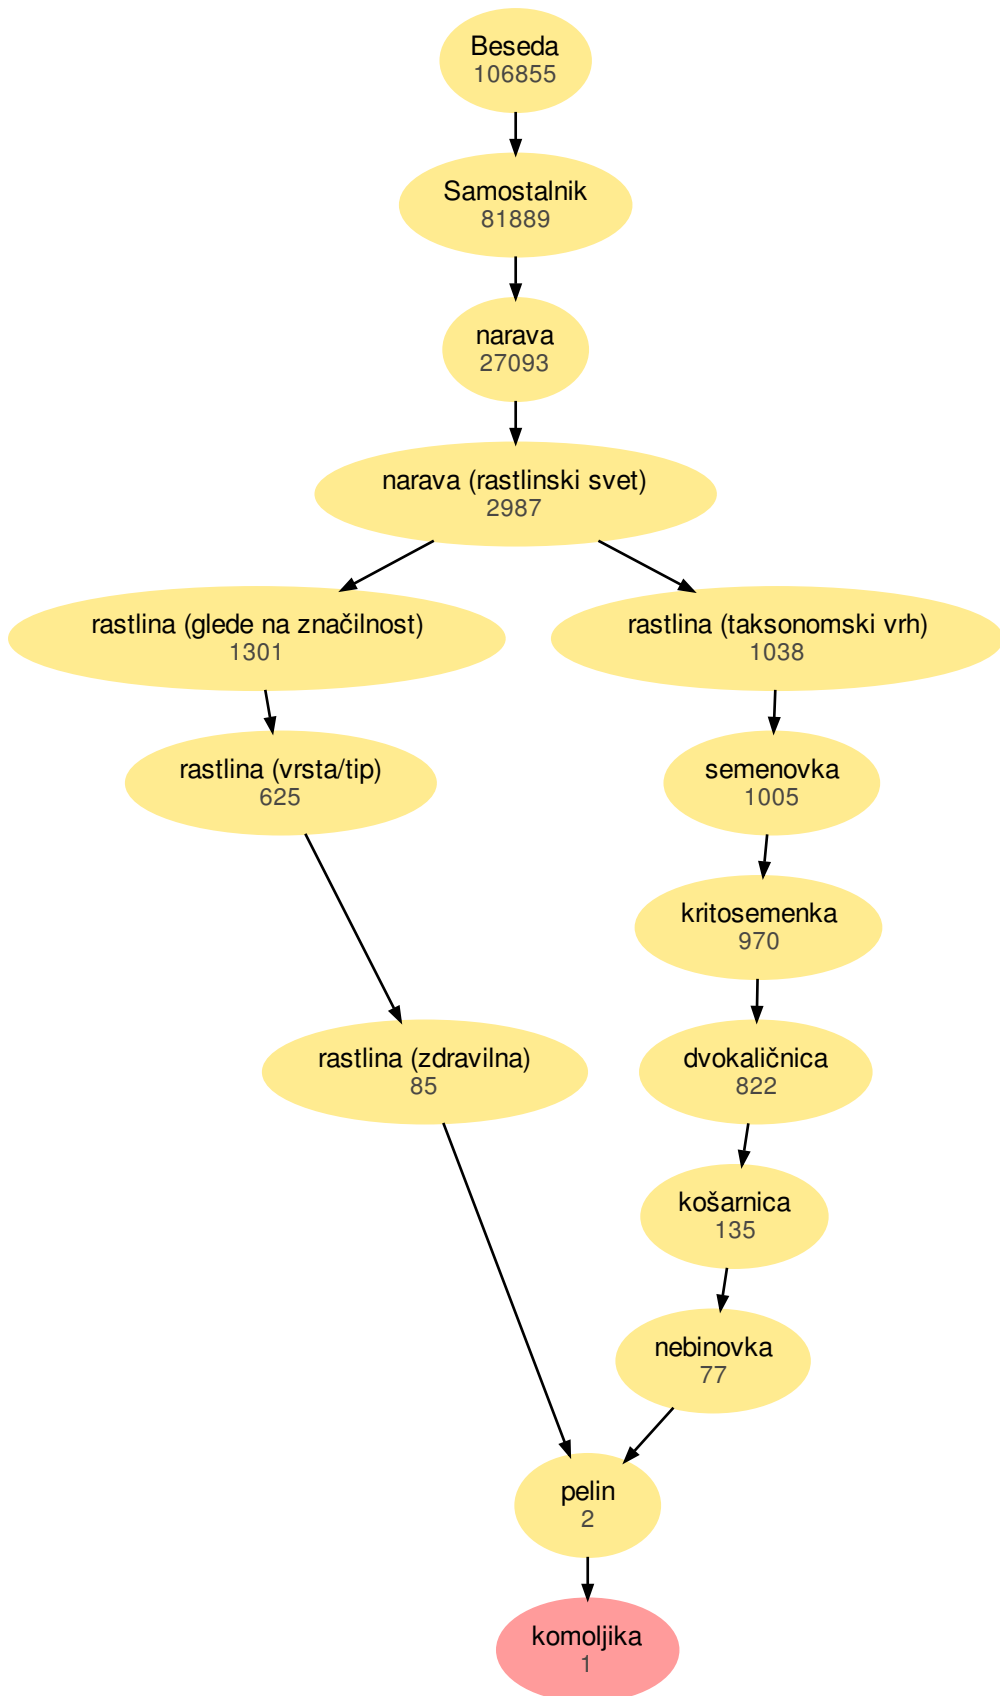 Beseda
106855
Samostalnik
81889
narava
27093
narava (rastlinski svet)
2987
rastlina (glede na značilnost)
1301
rastlina (taksonomski vrh)
1038
rastlina (vrsta/tip)
625
semenovka
1005
kritosemenka
970
rastlina (zdravilna)
85
dvokaličnica
822
košarnica
135
nebinovka
77
pelin
2
komoljika
1